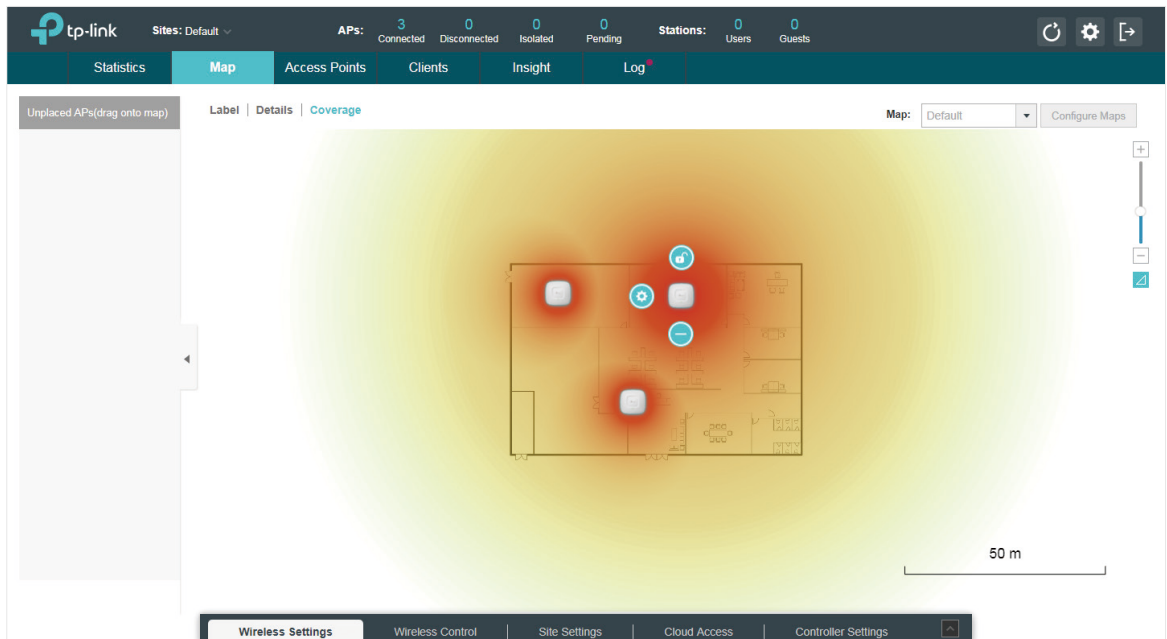 tp-link Sites: Default APs: 3 Connected 0 Disconnected 0 Isolated 0 Pending Stations: 0 Users 0 Guests
Statistics Map Access Points Clients Insight Log
Unplaced APs(drag onto map) Label | Details | Coverage Map: Default Configure Maps
50 m
Wireless Settings Wireless Control Site Settings Cloud Access Controller Settings